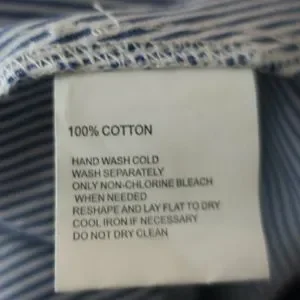 100% COTTON
HAND WASH COLD
WASH SEPARATELY
ONLY NON-CHLORINE BLEACH
WHEN NEEDED
RESHAPE AND LAY FLAT TO DRY
COOL IRON IF NECESSARY
DO NOT DRY CLEAN